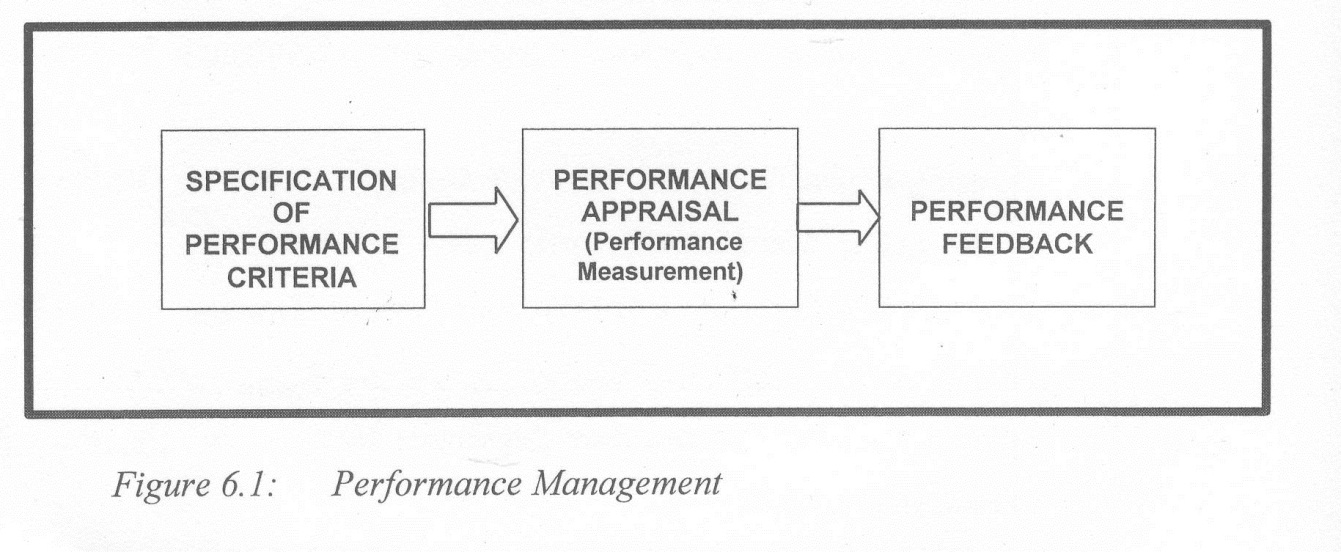 SPECIFICATION
OF
PERFORMANCE
CRITERIA
PERFORMANCE
APPRAISAL
(Performance
Measurement)
PERFORMANCE
FEEDBACK
Figure 6.1: Performance Management